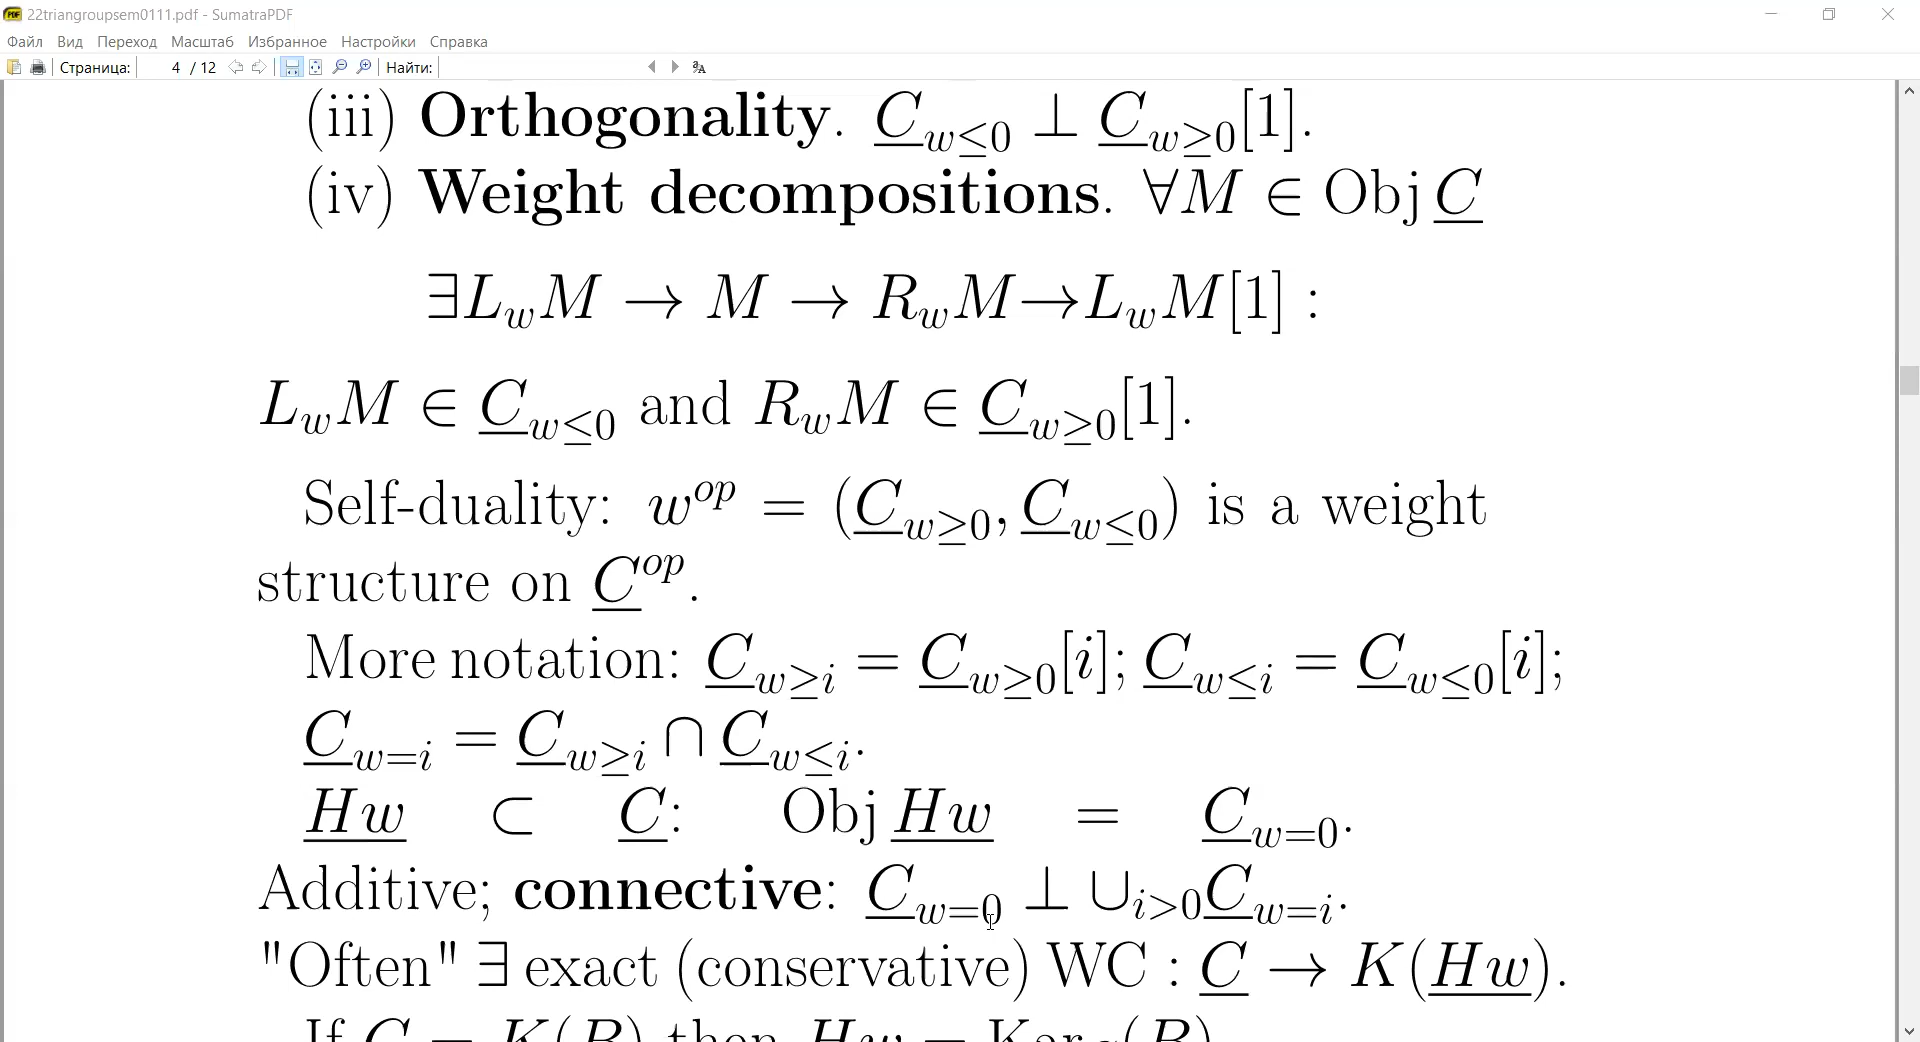 22triangroupsem0111.pdf - SumatraPDF
Файл Вид Переход Масштаб Избранное Настройки Справка
Страница: 4 / 12 Найти:
(iii) Orthogonality. C_{w≤0} ⊥ C_{w≥0}[1].
(iv) Weight decompositions. ∀M ∈ Obj C
∃L_wM → M → R_wM→L_wM[1] :
L_wM ∈ C_{w≤0} and R_wM ∈ C_{w≥0}[1].
Self-duality: w^{op} = (C_{w≥0}, C_{w≤0}) is a weight
structure on C^{op}.
More notation: C_{w≥i} = C_{w≥0}[i]; C_{w≤i} = C_{w≤0}[i];
C_{w=i} = C_{w≥i} ∩ C_{w≤i}.
Hw ⊂ C: Obj Hw = C_{w=0}.
Additive; connective: C_{w=0} ⊥ ∪_{i>0}C_{w=i}.
"Often" ∃ exact (conservative) WC : C → K(Hw).
If C = K(B) then Hw = Kar